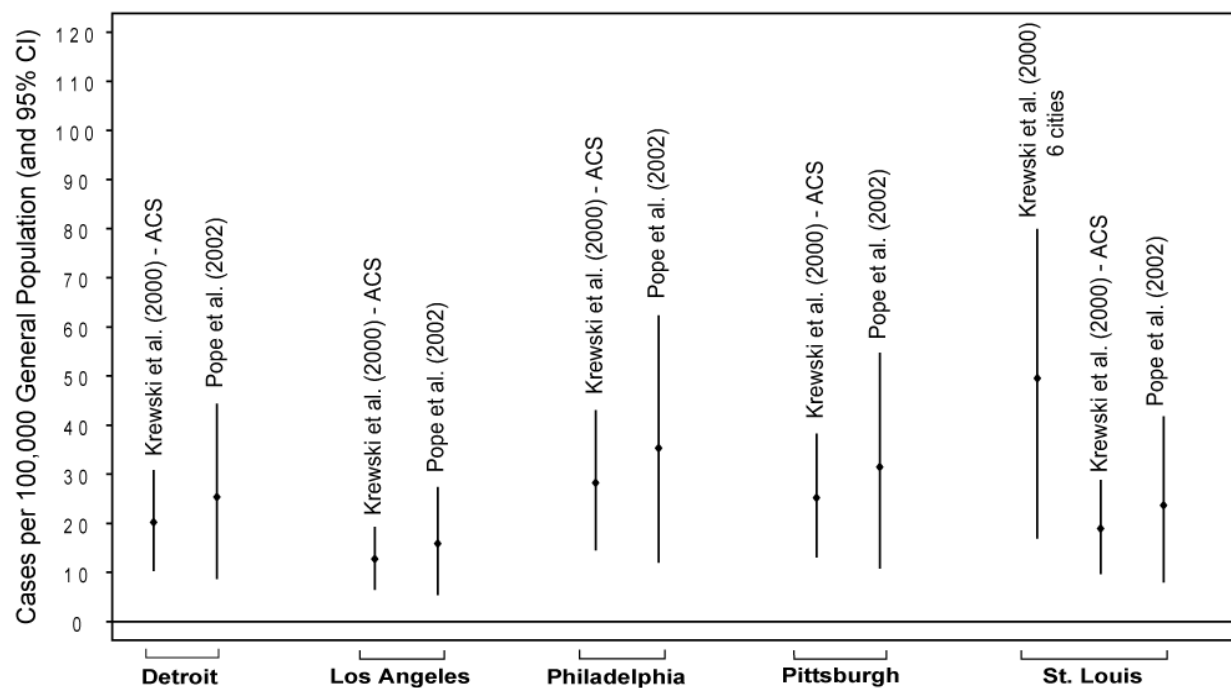 Cases per 100,000 General Population (and 95% CI)
120
110
100
90
80
70
60
50
40
30
20
10
0
Krewski et al. (2000) - ACS
Pope et al. (2002)
Krewski et al. (2000) - ACS
Pope et al. (2002)
Krewski et al. (2000) - ACS
Pope et al. (2002)
Krewski et al. (2000) - ACS
Pope et al. (2002)
Krewski et al. (2000)
6 cities
Krewski et al. (2000) - ACS
Pope et al. (2002)
Detroit
Los Angeles
Philadelphia
Pittsburgh
St. Louis